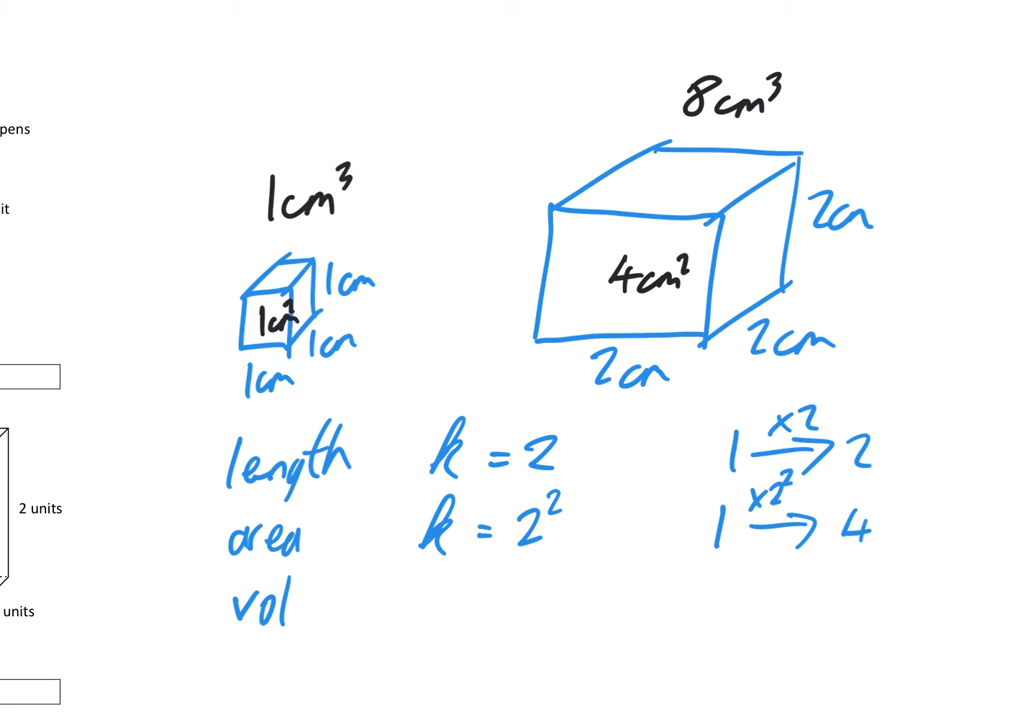 pens
it
2 units
units
8cm³
1cm³
1cm
1cm²
1cm
1cm
4cm²
2cm
2cm
2cm
length k = 2 1 ×2 → 2
area k = 2² 1 ×2² → 4
vol